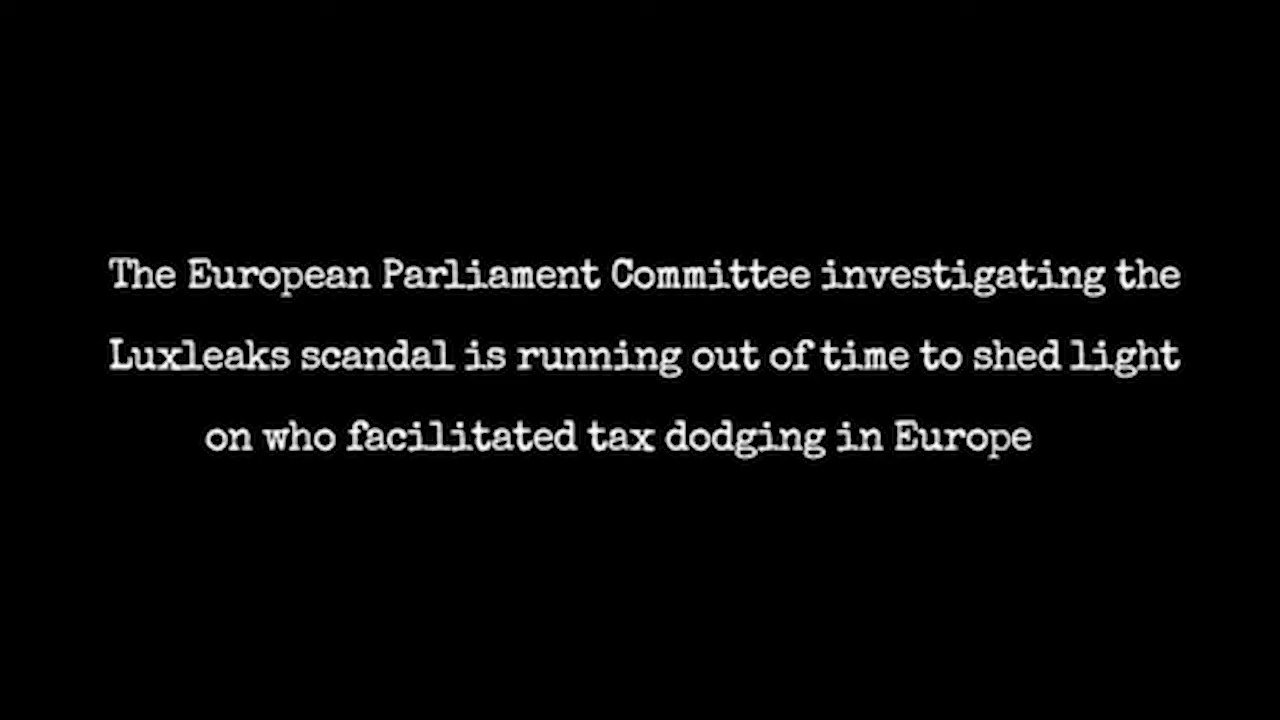 The European Parliament Committee investigating the
Luxleaks scandal is running out of time to shed light
on who facilitated tax dodging in Europe